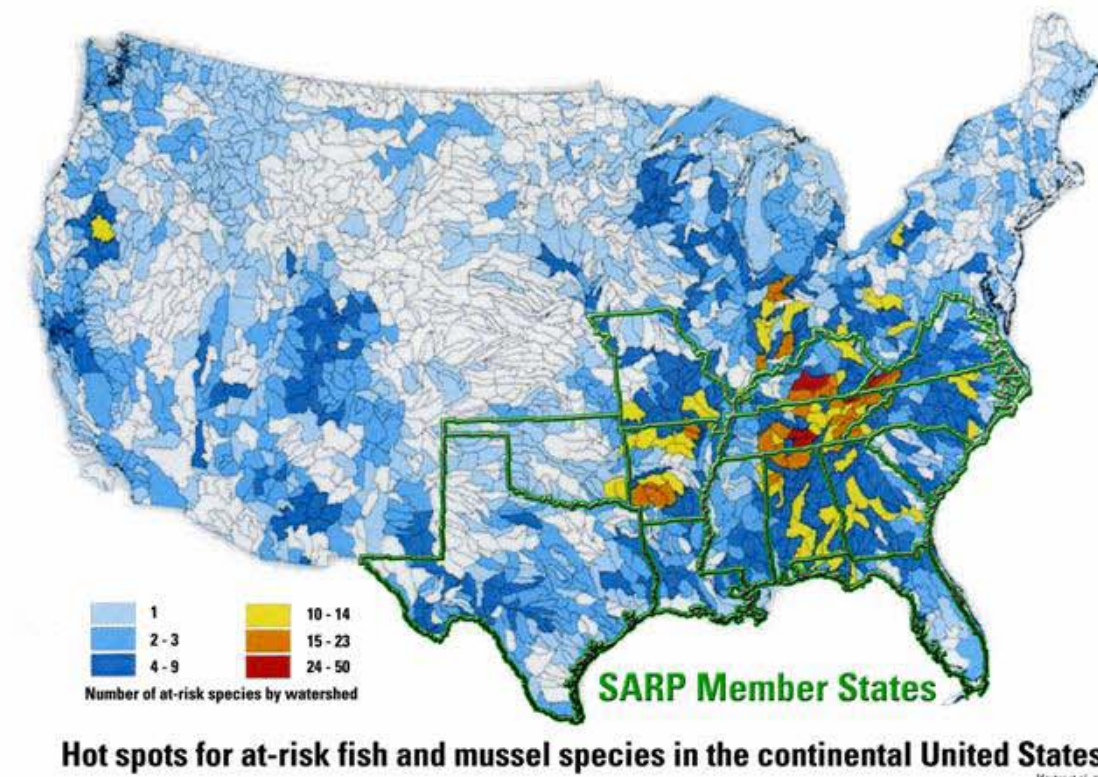 1
2 - 3
4 - 9
10 - 14
15 - 23
24 - 50
Number of at-risk species by watershed
SARP Member States
Hot spots for at-risk fish and mussel species in the continental United States